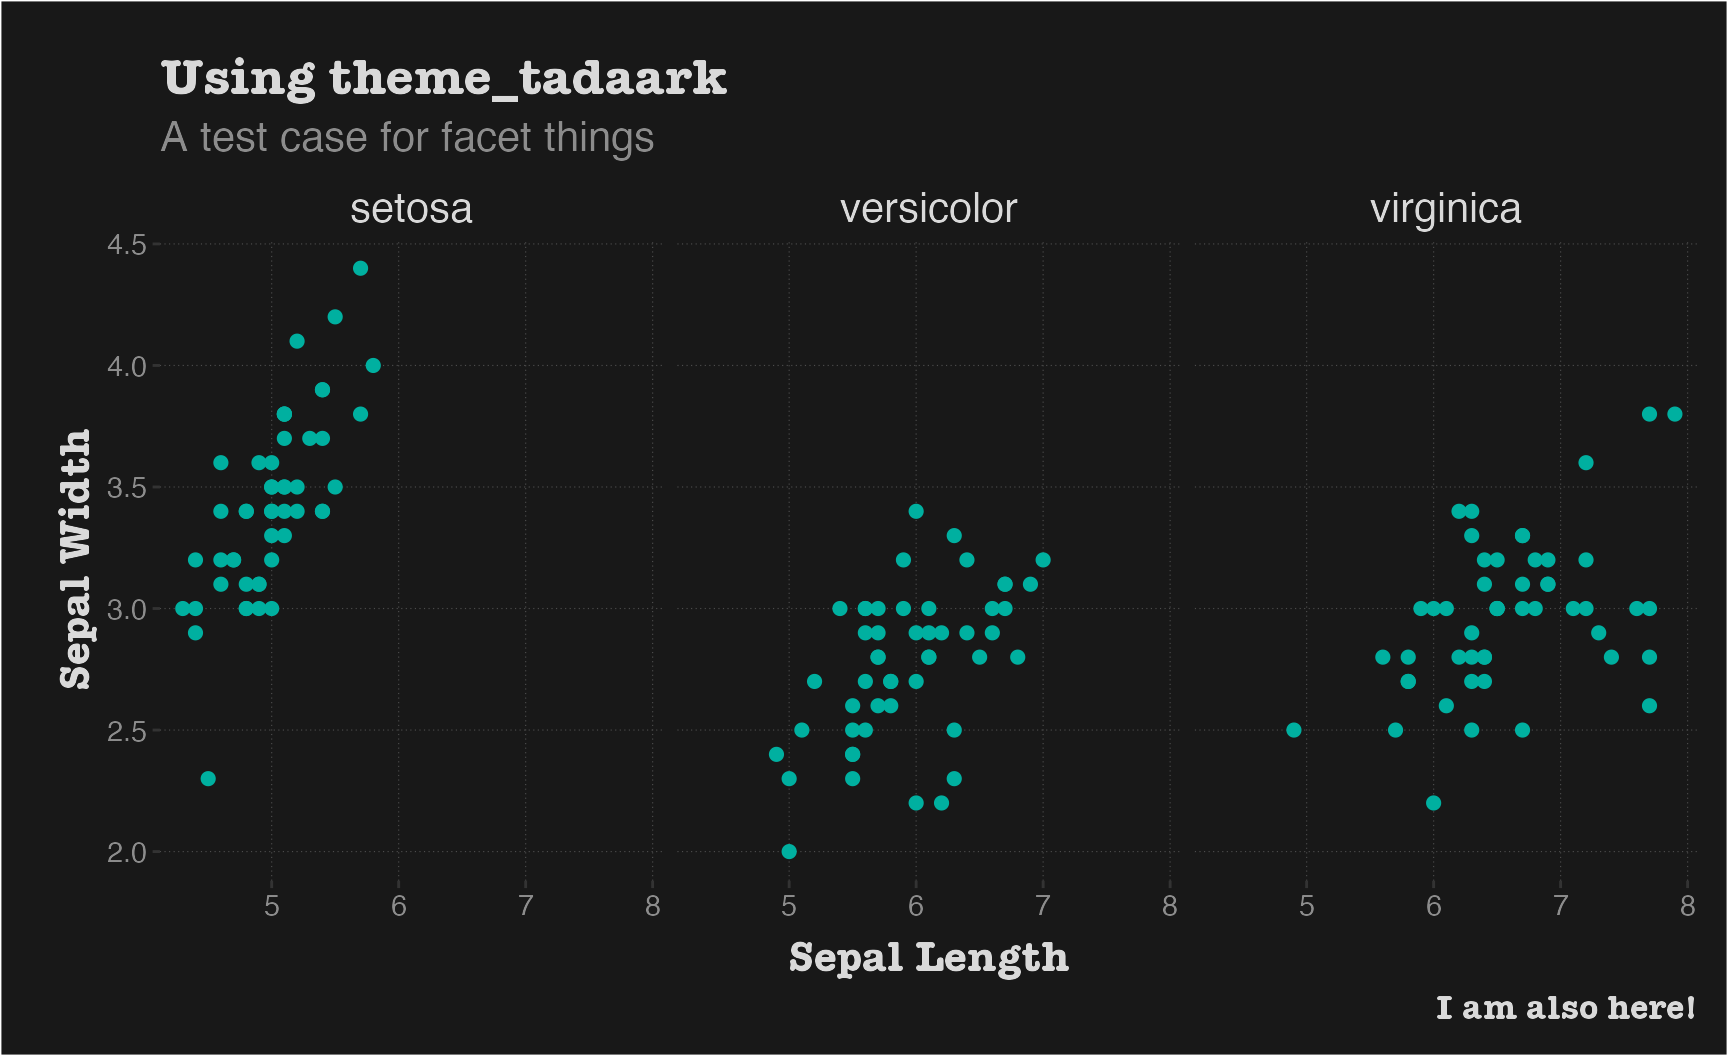 Using theme_tadaark
A test case for facet things
setosa versicolor virginica
4.5
4.0
3.5
3.0
2.5
2.0
Sepal Width
5 6 7 8 5 6 7 8 5 6 7 8
Sepal Length
I am also here!